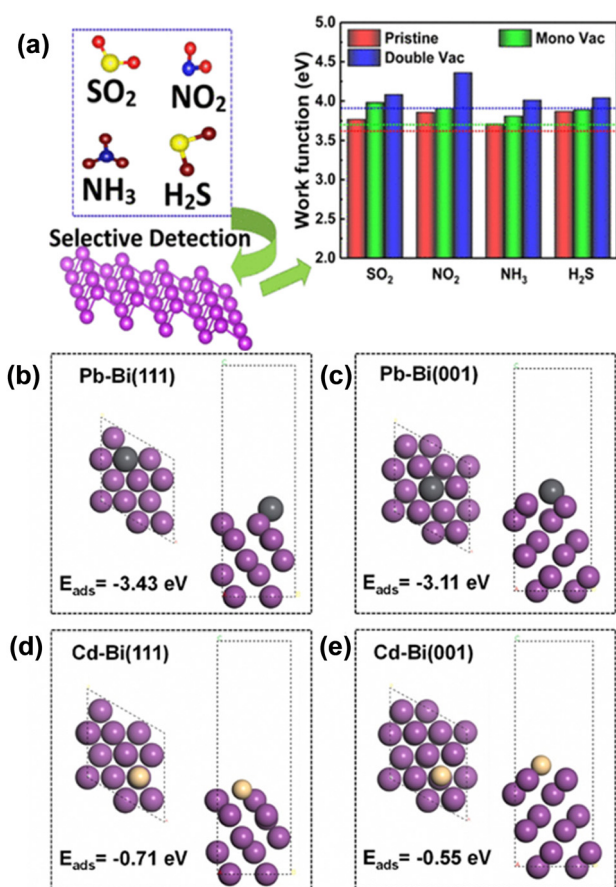 (a)
SO2
NO2
NH3
H2S
Selective Detection
Work function (eV)
5.0
4.5
4.0
3.5
3.0
2.5
2.0
Pristine
Mono Vac
Double Vac
SO2
NO2
NH3
H2S
(b)
Pb-Bi(111)
Eads= -3.43 eV
(c)
Pb-Bi(001)
Eads= -3.11 eV
(d)
Cd-Bi(111)
Eads= -0.71 eV
(e)
Cd-Bi(001)
Eads= -0.55 eV